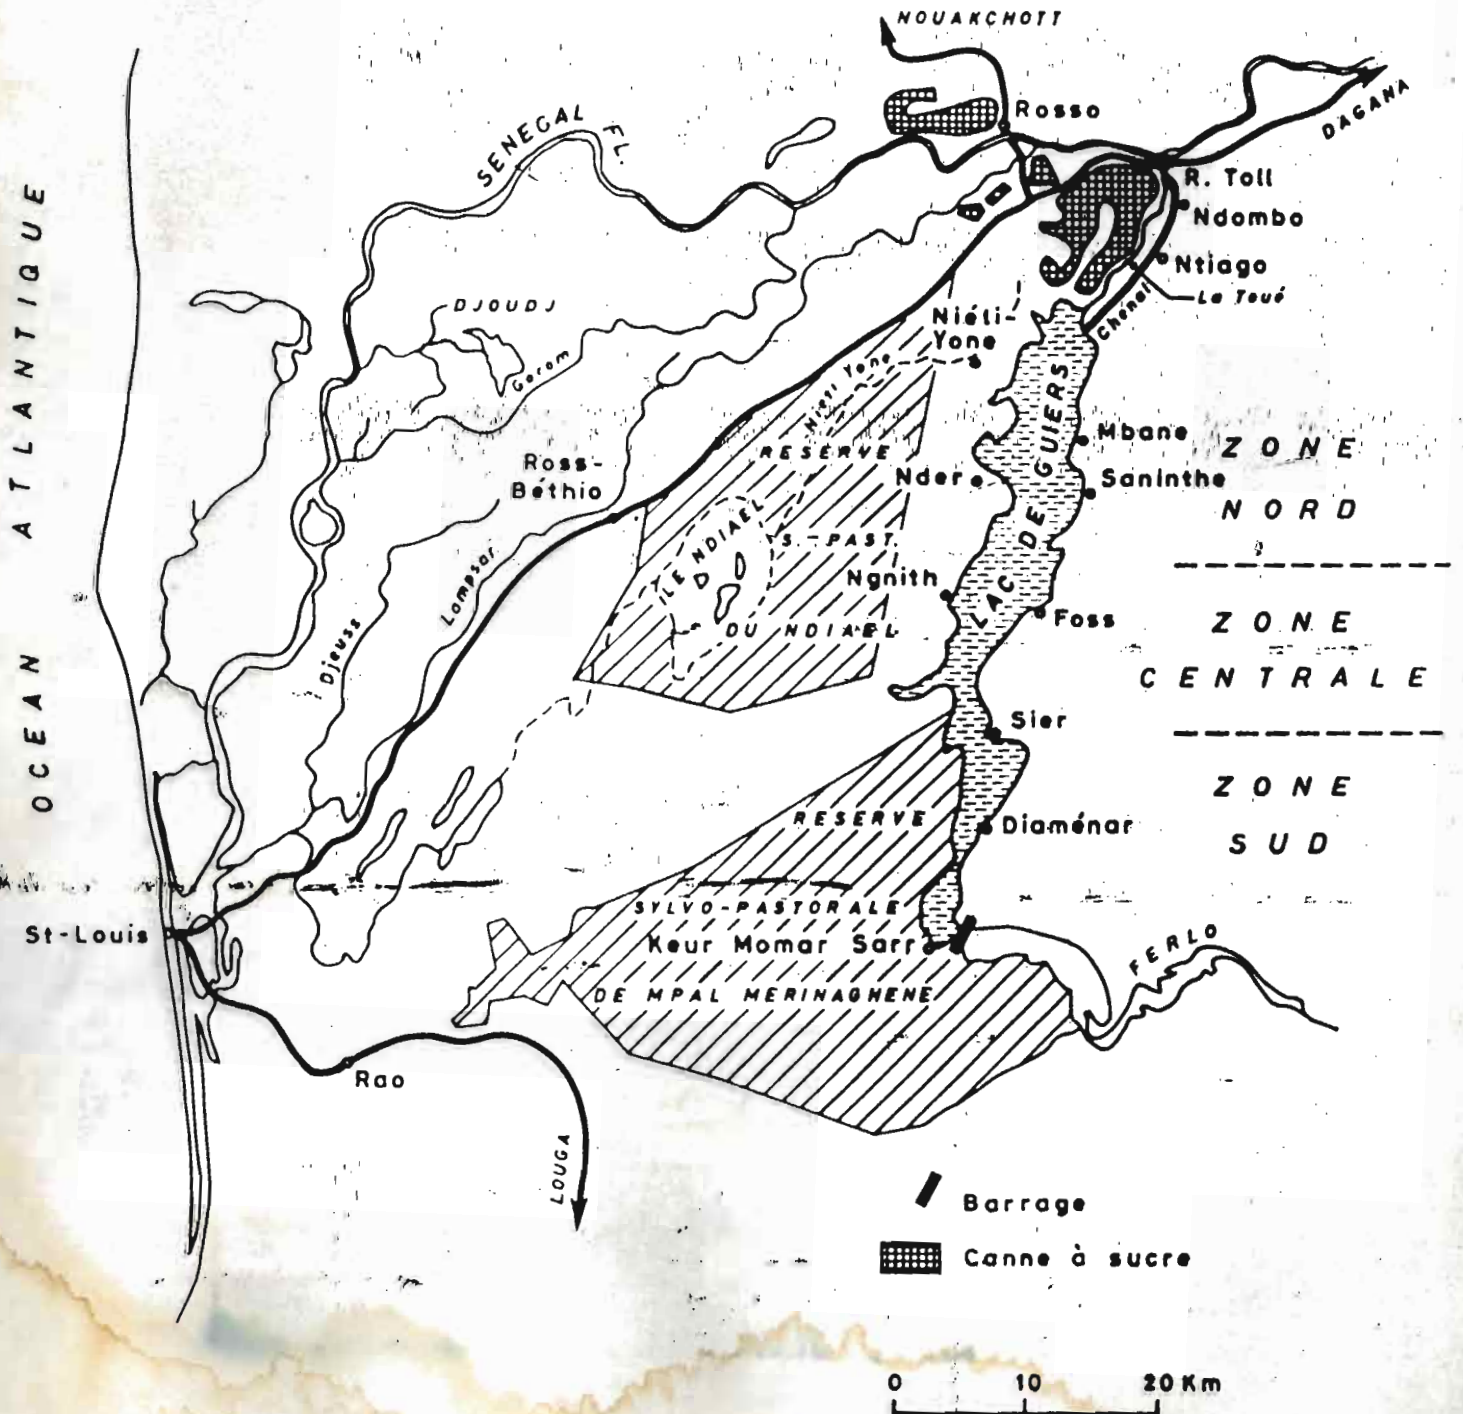 NOUAKCHOTT
Rosso
DAGANA
SENEGAL FL.
R. Toll
Ndombo
Ntiago
La Toué
Chenal
OCEAN ATLANTIQUE
DJOUDJ
Gorom
Niéti-
Yone
Nieti Yone
Ross-
Béthio
RESERVE
S.-PAST.
DU NDIAEL
ILE NDIAEL
LAC DE GUIERS
Mbane
Nder
Saninthe
Ngnith
Foss
ZONE
NORD
ZONE
CENTRALE
Lampsar
Djeuss
Sier
ZONE
SUD
RESERVE
Diaménar
SYLVO-PASTORALE
St-Louis
Keur Momar Sarr
FERLO
DE MPAL MERINAGHENE
Rao
LOUGA
Barrage
Canne à sucre
0 10 20 Km